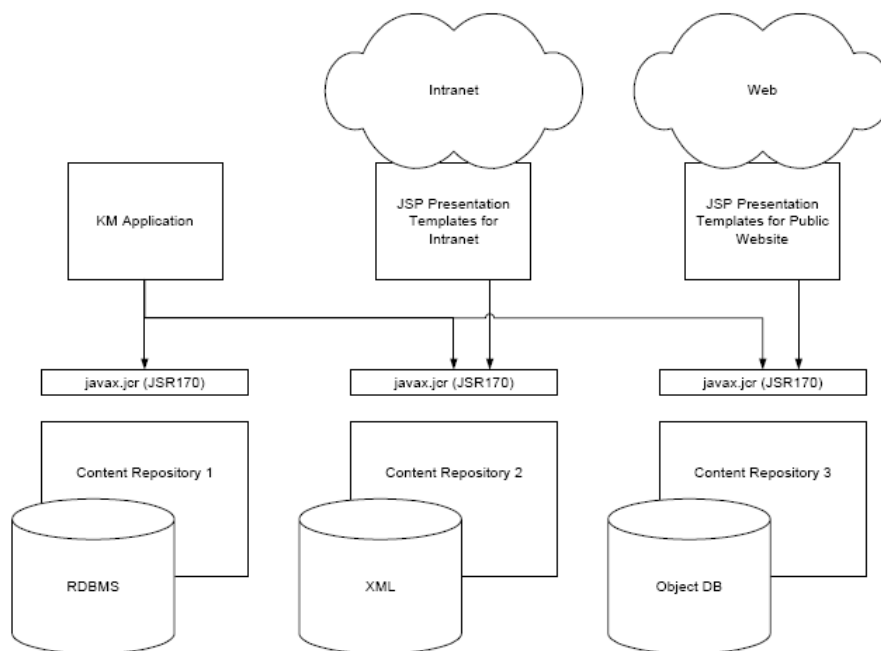 Intranet
Web
KM Application
JSP Presentation
Templates for
Intranet
JSP Presentation
Templates for Public
Website
javax.jcr (JSR170)
javax.jcr (JSR170)
javax.jcr (JSR170)
Content Repository 1
Content Repository 2
Content Repository 3
RDBMS
XML
Object DB